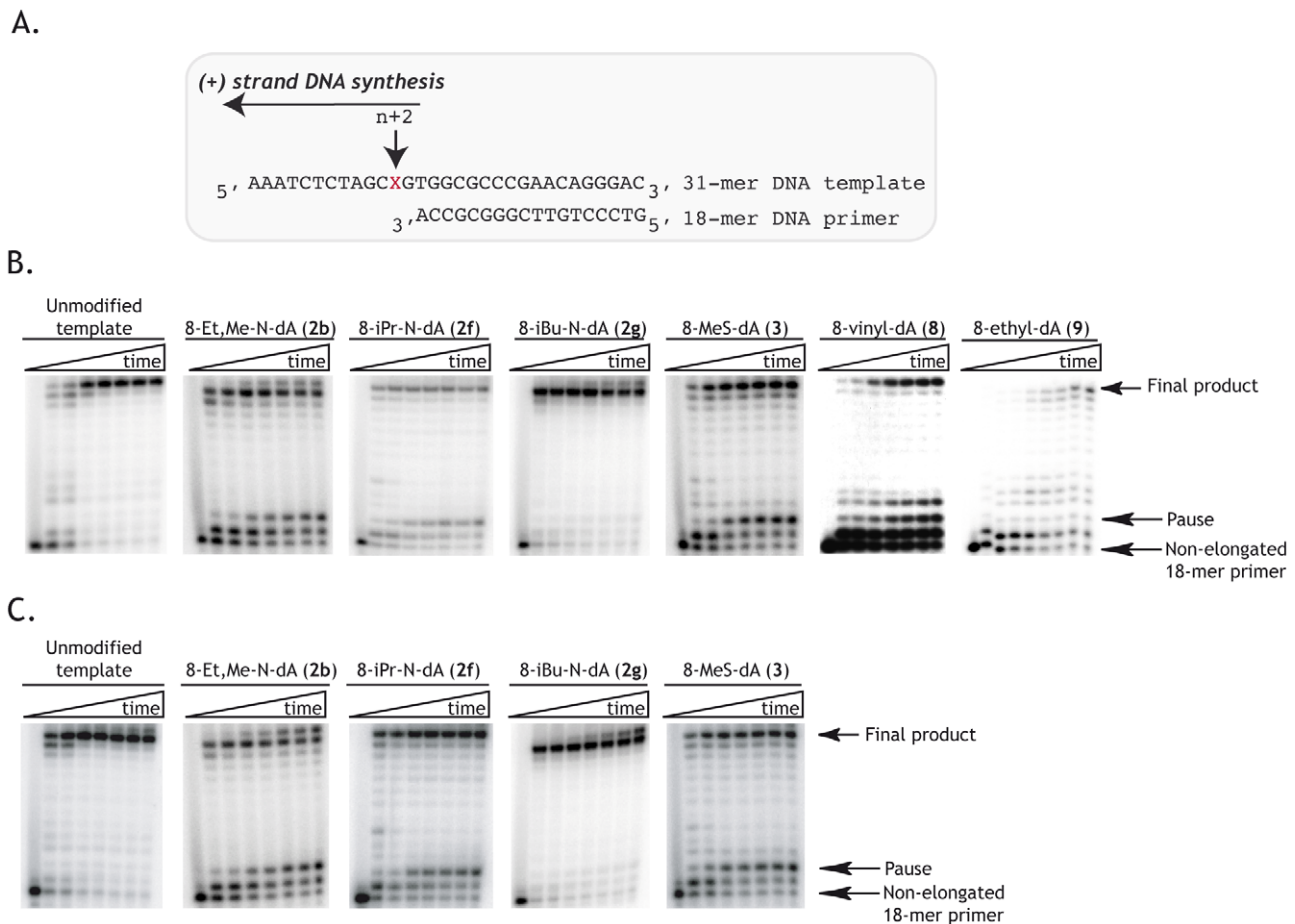 A.
(+) strand DNA synthesis
n+2
5' AAATCTCTAGCXGTGGCGCCCGAACAGGGAC3' 31-mer DNA template
3'ACCGCGGGCTTGTCCCTG5' 18-mer DNA primer
B.
Unmodified
template
8-Et,Me-N-dA (2b)
8-iPr-N-dA (2f)
8-iBu-N-dA (2g)
8-MeS-dA (3)
8-vinyl-dA (8)
8-ethyl-dA (9)
time
time
time
time
time
time
time
Final product
Pause
Non-elongated
18-mer primer
C.
Unmodified
template
8-Et,Me-N-dA (2b)
8-iPr-N-dA (2f)
8-iBu-N-dA (2g)
8-MeS-dA (3)
time
time
time
time
time
Final product
Pause
Non-elongated
18-mer primer